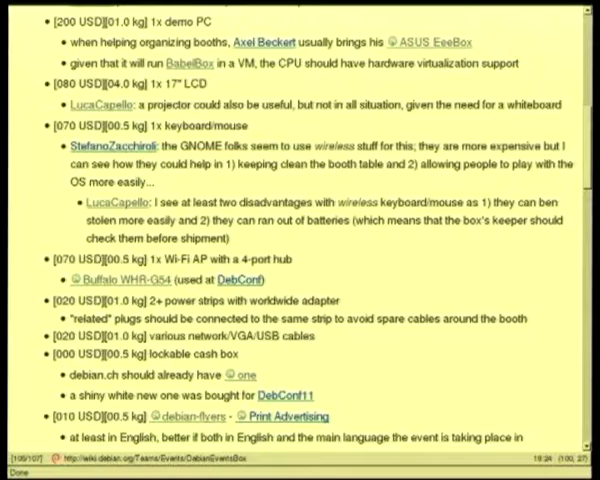 [200 USD][01.0 kg] 1x demo PC
when helping organizing booths, Axel Beckert usually brings his ASUS EeeBox
given that it will run BabelBox in a VM, the CPU should have hardware virtualization support
[080 USD][04.0 kg] 1x 17" LCD
LucaCapello: a projector could also be useful, but not in all situation, given the need for a whiteboard
[070 USD][00.5 kg] 1x keyboard/mouse
StefanoZacchiroli: the GNOME folks seem to use wireless stuff for this; they are more expensive but I
can see how they could help in 1) keeping clean the booth table and 2) allowing people to play with the
OS more easily...
LucaCapello: I see at least two disadvantages with wireless keyboard/mouse as 1) they can ben
stolen more easily and 2) they can ran out of batteries (which means that the box's keeper should
check them before shipment)
[070 USD][00.5 kg] 1x Wi-Fi AP with a 4-port hub
Buffalo WHR-G54 (used at DebConf)
[020 USD][01.0 kg] 2+ power strips with worldwide adapter
"related" plugs should be connected to the same strip to avoid spare cables around the booth
[020 USD][01.0 kg] various network/VGA/USB cables
[000 USD][00.5 kg] lockable cash box
debian.ch should already have one
a shiny white new one was bought for DebConf11
[010 USD][00.5 kg] debian-flyers - Print Advertising
at least in English, better if both in English and the main language the event is taking place in
[105/107] http://wiki.debian.org/Teams/Events/DebianEventsBox 18:24 (100, 27)
Done